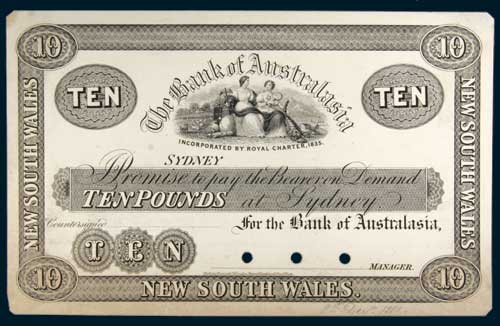 10 10
The Bank of Australasia
TEN TEN
INCORPORATED BY ROYAL CHARTER, 1835.
NEW SOUTH WALES NEW SOUTH WALES
SYDNEY
Promise to pay the Bearer on Demand
TEN POUNDS at Sydney.
Countersigned For the Bank of Australasia,
TEN
MANAGER.
10 NEW SOUTH WALES. 10